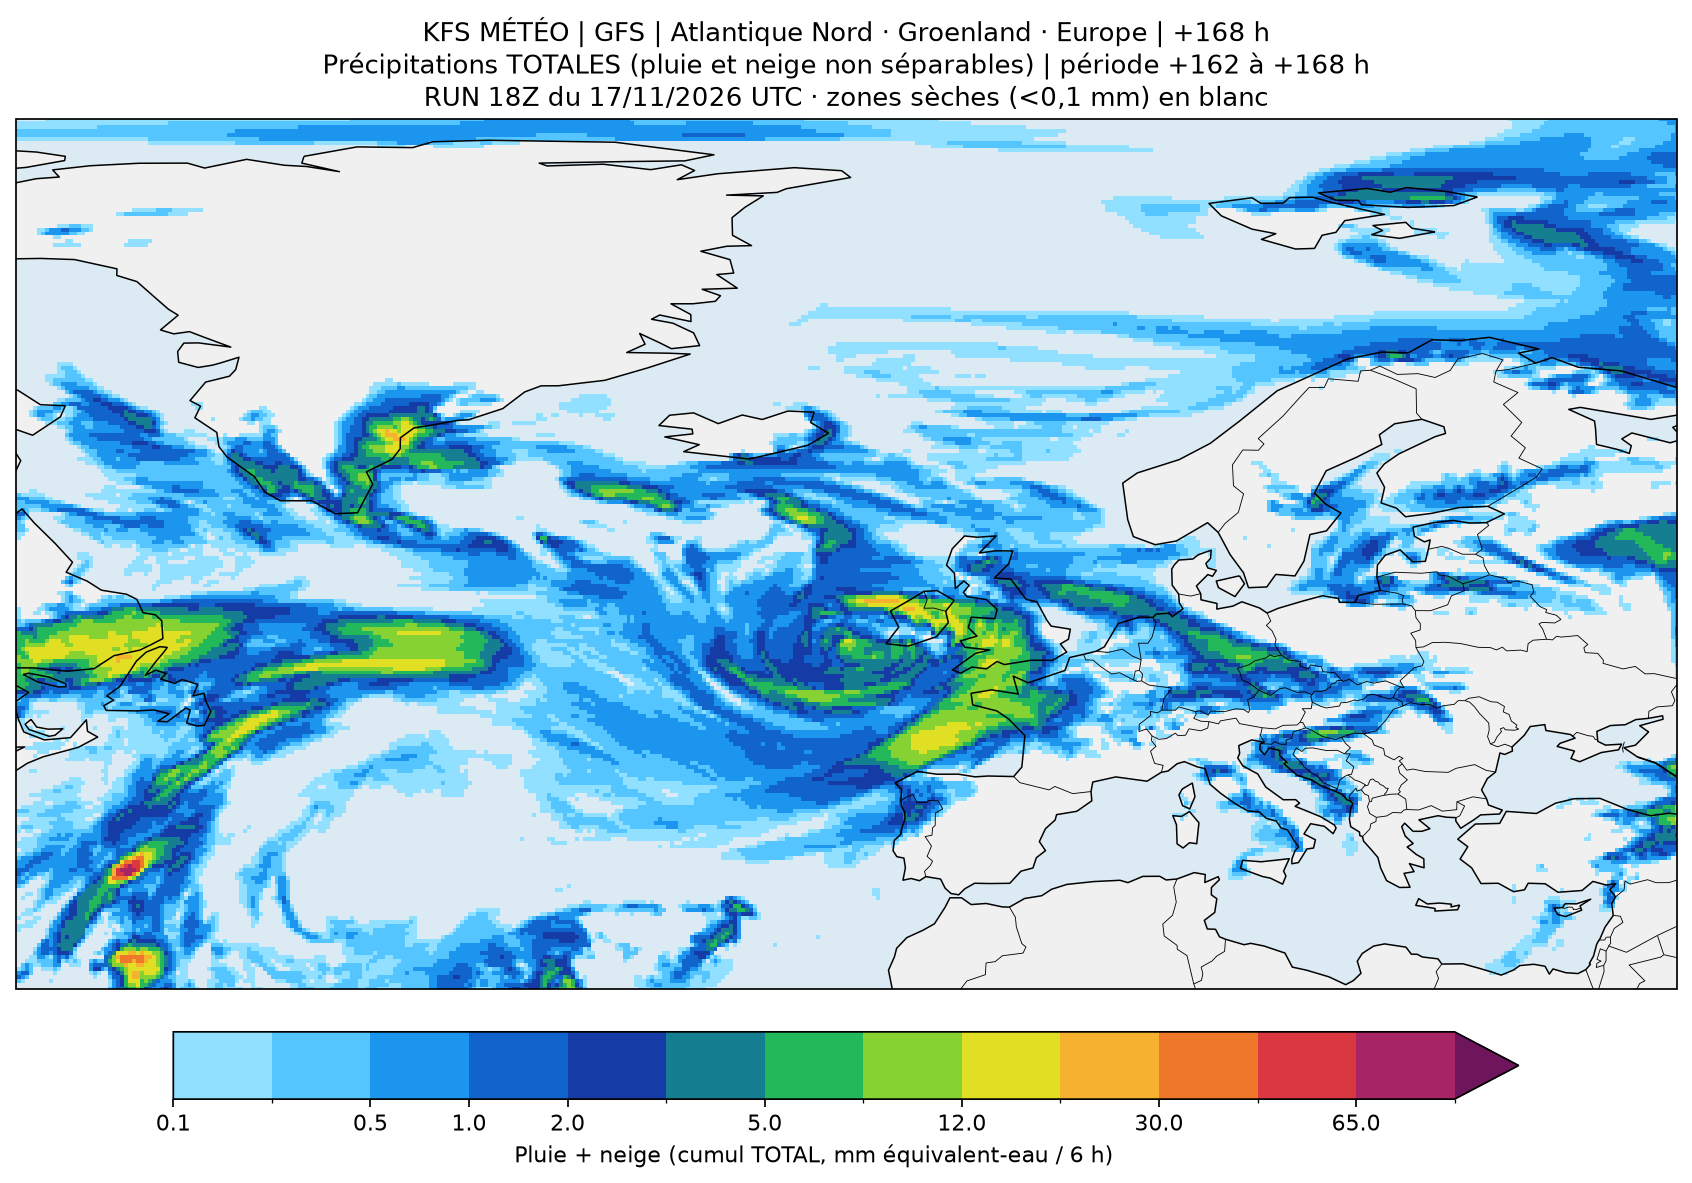 KFS MÉTÉO | GFS | Atlantique Nord · Groenland · Europe | +168 h
Précipitations TOTALES (pluie et neige non séparables) | période +162 à +168 h
RUN 18Z du 17/11/2026 UTC · zones sèches (<0,1 mm) en blanc
0.1 0.5 1.0 2.0 5.0 12.0 30.0 65.0
Pluie + neige (cumul TOTAL, mm équivalent-eau / 6 h)